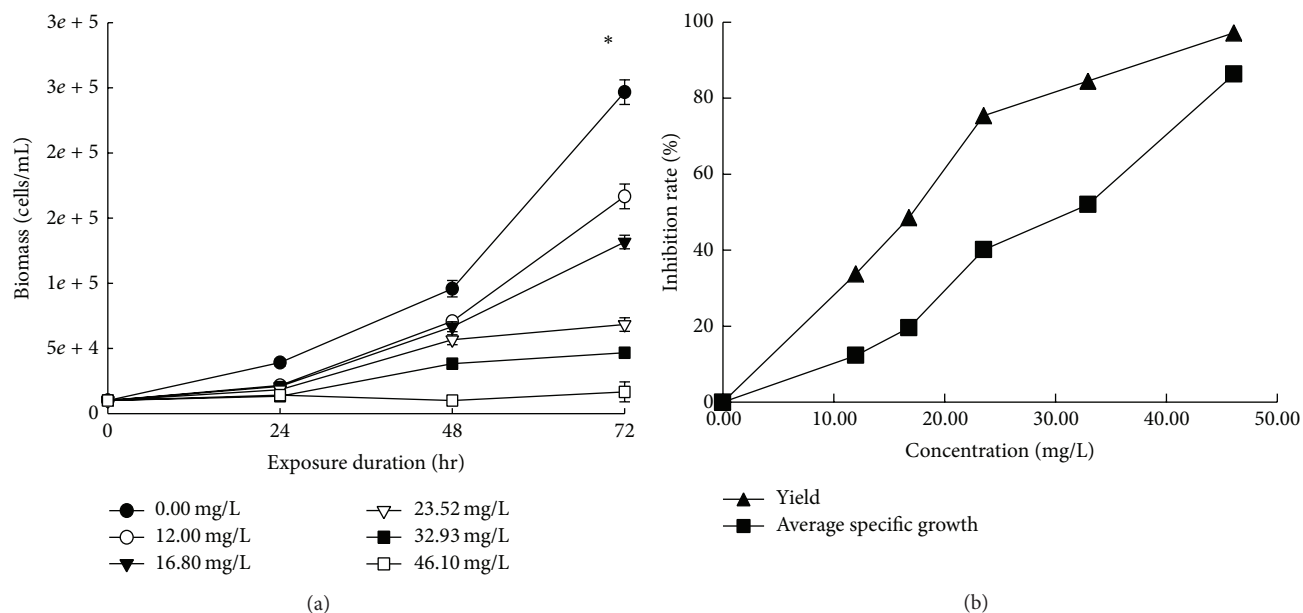 3e + 5
*
3e + 5
2e + 5
2e + 5
1e + 5
5e + 4
0
Biomass (cells/mL)
0 24 48 72
Exposure duration (hr)
0.00 mg/L 23.52 mg/L
12.00 mg/L 32.93 mg/L
16.80 mg/L 46.10 mg/L
(a)
100
80
60
40
20
0
Inhibition rate (%)
0.00 10.00 20.00 30.00 40.00 50.00
Concentration (mg/L)
Yield
Average specific growth
(b)